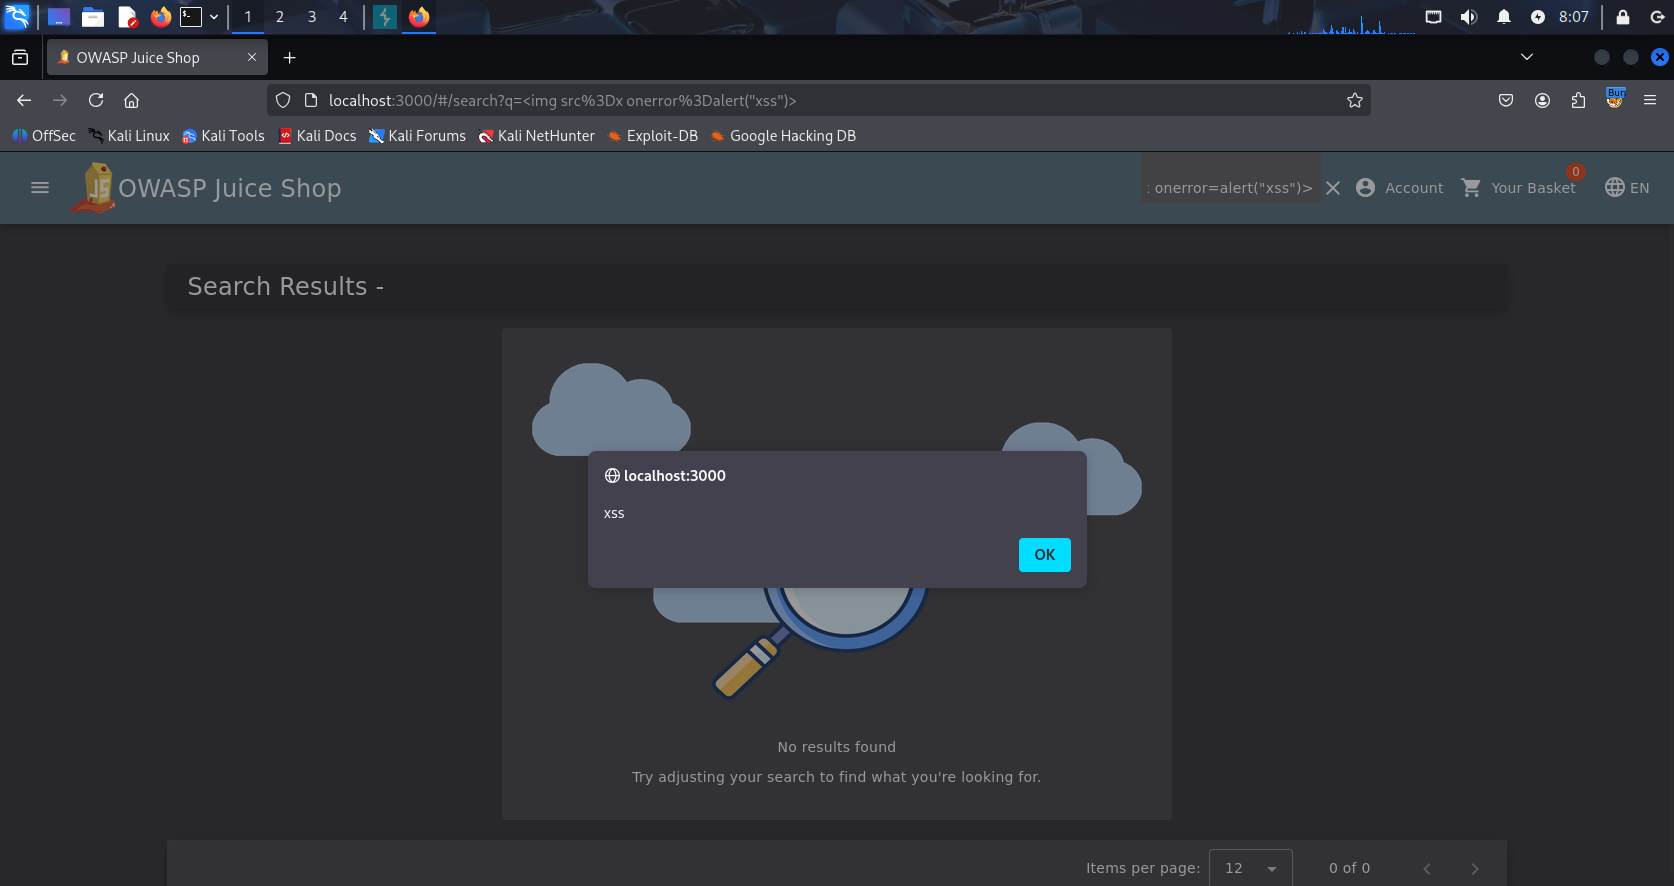 1 2 3 4 8:07
OWASP Juice Shop
localhost:3000/#/search?q=<img src%3Dx onerror%3Dalert("xss")>
Burp
OffSec Kali Linux Kali Tools Kali Docs Kali Forums Kali NetHunter Exploit-DB Google Hacking DB
JS OWASP Juice Shop onerror=alert("xss")> Account Your Basket 0 EN
Search Results -
localhost:3000
xss
OK
No results found
Try adjusting your search to find what you're looking for.
Items per page: 12 0 of 0